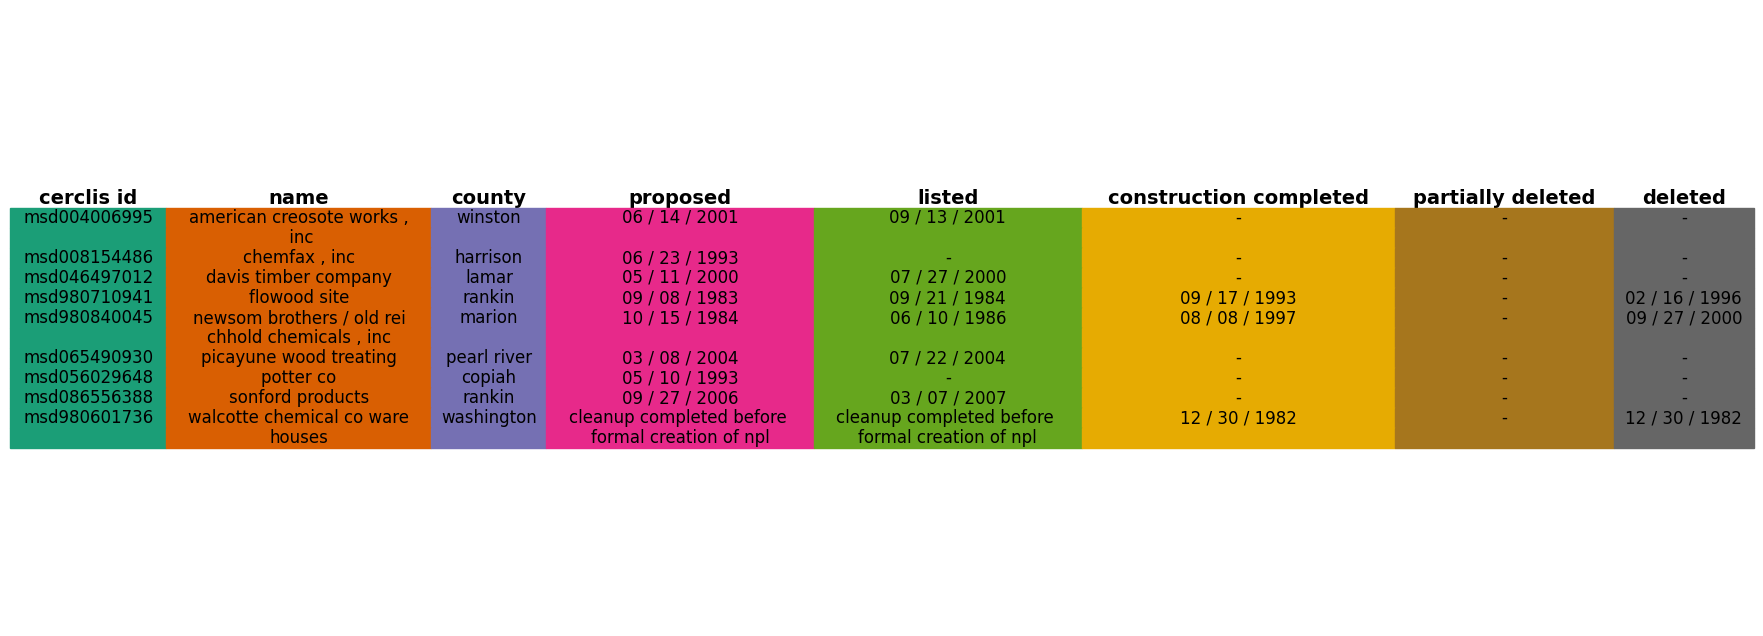 cerclis id name county proposed listed construction completed partially deleted deleted
msd004006995 american creosote works , winston 06 / 14 / 2001 09 / 13 / 2001 - - -
inc
msd008154486 chemfax , inc harrison 06 / 23 / 1993 - - - -
msd046497012 davis timber company lamar 05 / 11 / 2000 07 / 27 / 2000 - - -
msd980710941 flowood site rankin 09 / 08 / 1983 09 / 21 / 1984 09 / 17 / 1993 - 02 / 16 / 1996
msd980840045 newsom brothers / old rei marion 10 / 15 / 1984 06 / 10 / 1986 08 / 08 / 1997 - 09 / 27 / 2000
chhold chemicals , inc
msd065490930 picayune wood treating pearl river 03 / 08 / 2004 07 / 22 / 2004 - - -
msd056029648 potter co copiah 05 / 10 / 1993 - - - -
msd086556388 sonford products rankin 09 / 27 / 2006 03 / 07 / 2007 - - -
msd980601736 walcotte chemical co ware washington cleanup completed before cleanup completed before 12 / 30 / 1982 - 12 / 30 / 1982
houses formal creation of npl formal creation of npl